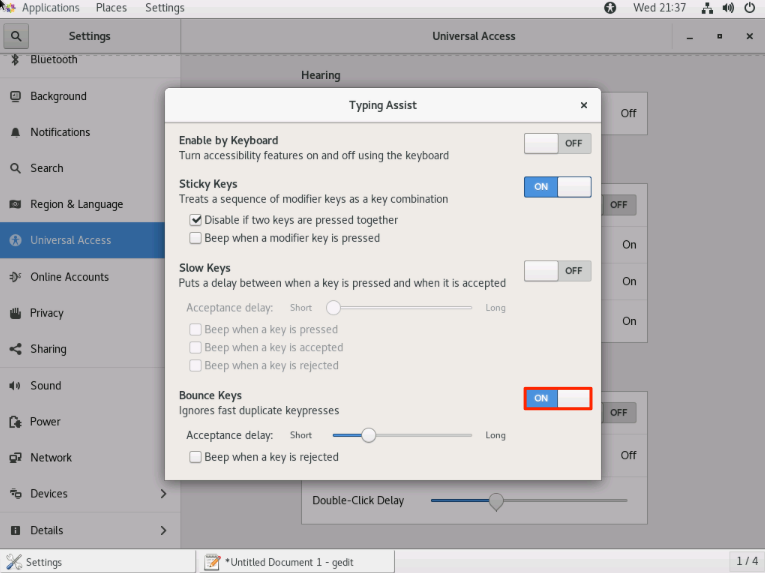 Applications Places Settings Wed 21:37
Settings Universal Access
Bluetooth
Background
Notifications
Search
Region & Language
Universal Access
Online Accounts
Privacy
Sharing
Sound
Power
Network
Devices
Details
Hearing
Off
OFF
On
On
On
OFF
Off
Double-Click Delay
Typing Assist
Enable by Keyboard OFF
Turn accessibility features on and off using the keyboard
Sticky Keys ON
Treats a sequence of modifier keys as a key combination
Disable if two keys are pressed together
Beep when a modifier key is pressed
Slow Keys OFF
Puts a delay between when a key is pressed and when it is accepted
Acceptance delay: Short Long
Beep when a key is pressed
Beep when a key is accepted
Beep when a key is rejected
Bounce Keys ON
Ignores fast duplicate keypresses
Acceptance delay: Short Long
Beep when a key is rejected
Settings *Untitled Document 1 - gedit 1 / 4